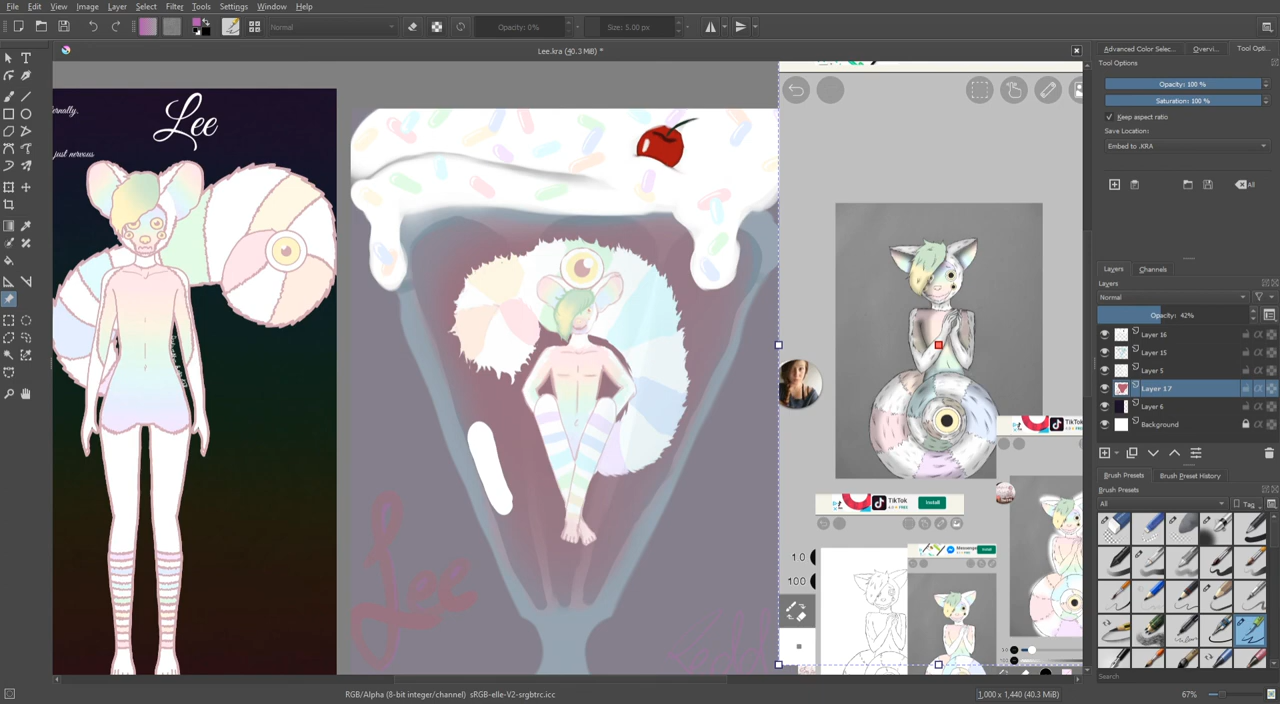 File Edit View Image Layer Select Filter Tools Settings Window Help
Normal
Opacity: 0%
Size: 5.00 px
Lee.kra (40.3 MiB) *
Advanced Color Selec...
Overvi...
Tool Opti...
Tool Options
Opacity: 100 %
Saturation: 100 %
Keep aspect ratio
Save Location:
Embed to .KRA
All
ernally.
Lee
just nervous
Lee
TikTok
Install
TikTok
1 0
100
Install
Layers
Channels
Layers
Normal
Opacity: 42%
Layer 16
Layer 15
Layer 5
Layer 17
Layer 6
Background
Brush Presets
Brush Preset History
Brush Presets
All
Tag
Search
RGB/Alpha (8-bit integer/channel) sRGB-elle-V2-srgbtrc.icc
1,000 x 1,440 (40.3 MiB)
67%